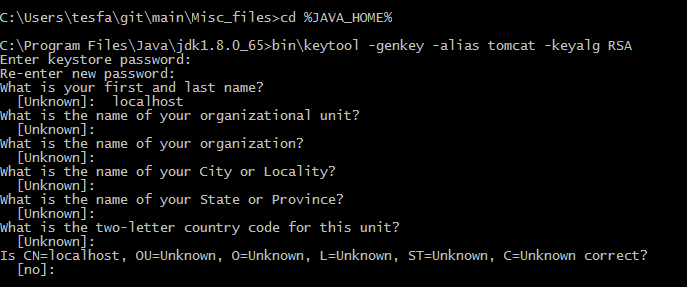 C:\Users\tesfa\git\main\Misc_files>cd %JAVA_HOME%
C:\Program Files\Java\jdk1.8.0_65>bin\keytool -genkey -alias tomcat -keyalg RSA
Enter keystore password:
Re-enter new password:
What is your first and last name?
  [Unknown]:  localhost
What is the name of your organizational unit?
  [Unknown]:
What is the name of your organization?
  [Unknown]:
What is the name of your City or Locality?
  [Unknown]:
What is the name of your State or Province?
  [Unknown]:
What is the two-letter country code for this unit?
  [Unknown]:
Is CN=localhost, OU=Unknown, O=Unknown, L=Unknown, ST=Unknown, C=Unknown correct?
  [no]: